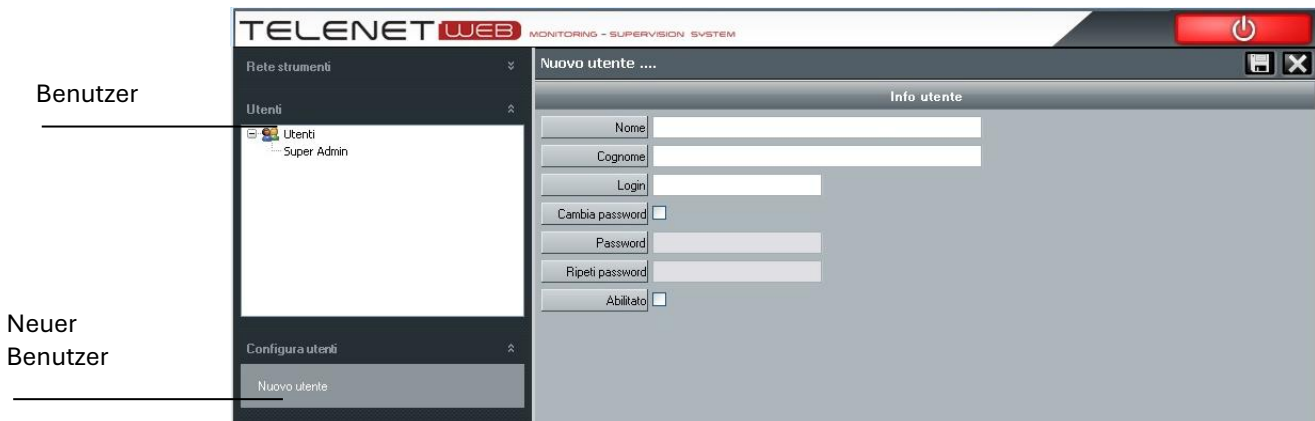 TELENET WEB MONITORING - SUPERVISION SYSTEM
Rete strumenti
Nuovo utente ....
Benutzer
Utenti
Info utente
Utenti
Super Admin
Nome
Cognome
Login
Cambia password
Password
Ripeti password
Abilitato
Neuer
Benutzer
Configura utenti
Nuovo utente